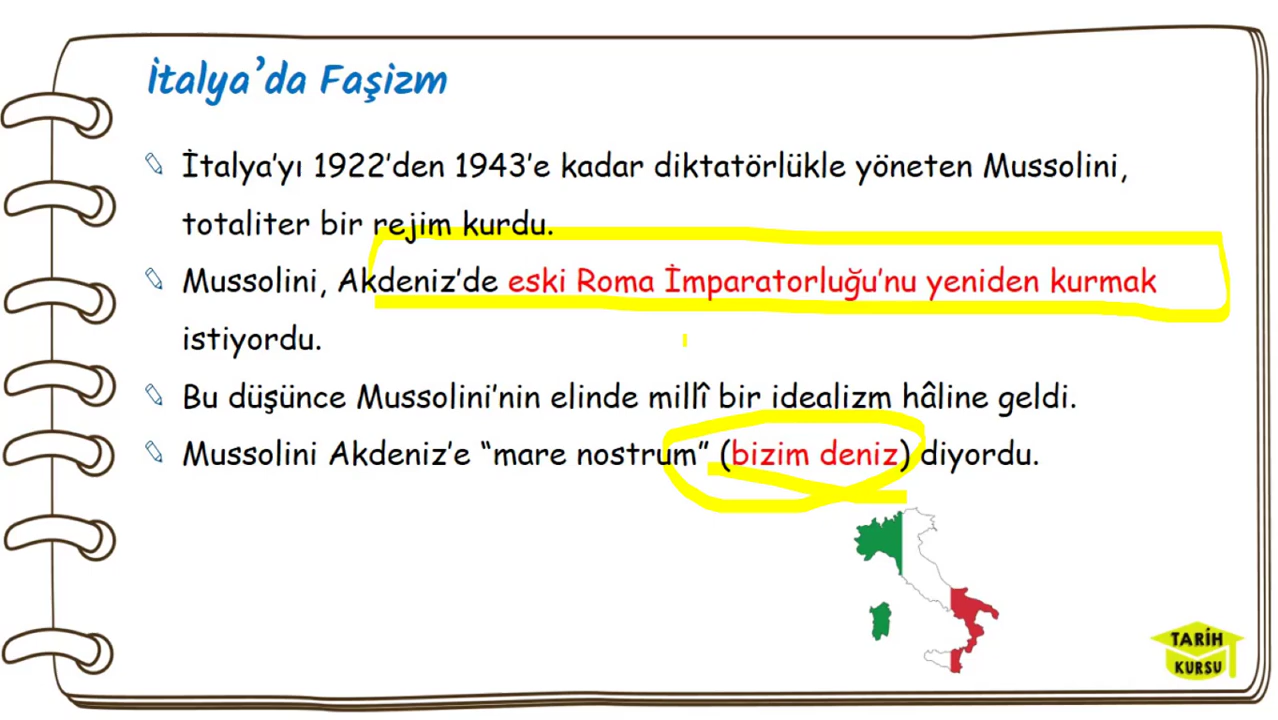 İtalya’da Faşizm
İtalya’yı 1922’den 1943’e kadar diktatörlükle yöneten Mussolini,
totaliter bir rejim kurdu.
Mussolini, Akdeniz’de eski Roma İmparatorluğu’nu yeniden kurmak
istiyordu.
Bu düşünce Mussolini’nin elinde millî bir idealizm hâline geldi.
Mussolini Akdeniz’e “mare nostrum” (bizim deniz) diyordu.
TARİH
KURSU